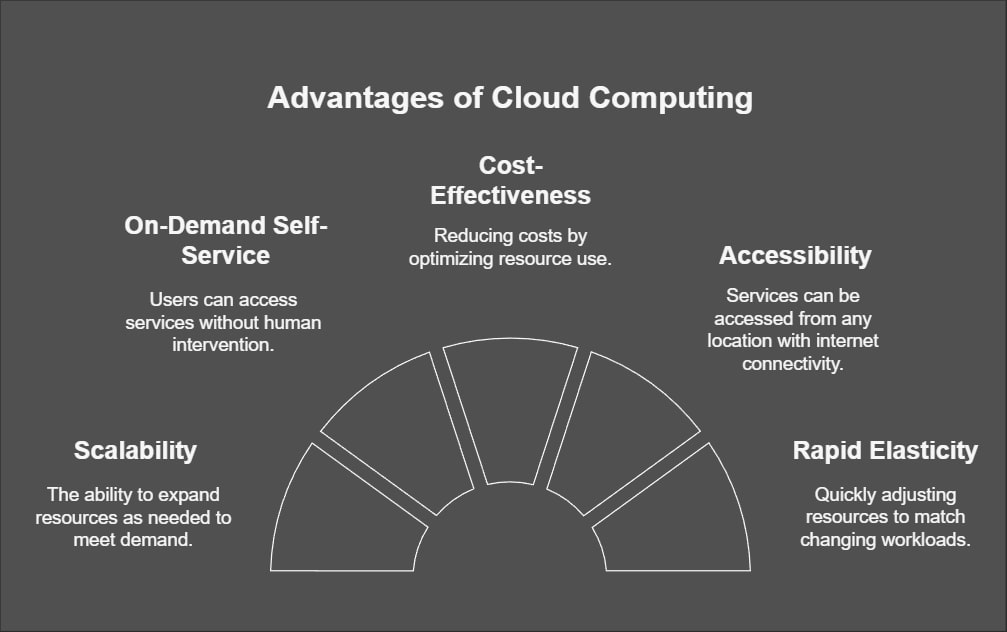 Advantages of Cloud Computing
Cost-
Effectiveness
Reducing costs by
optimizing resource use.
On-Demand Self-
Service
Users can access
services without human
intervention.
Accessibility
Services can be
accessed from any
location with internet
connectivity.
Scalability
The ability to expand
resources as needed to
meet demand.
Rapid Elasticity
Quickly adjusting
resources to match
changing workloads.